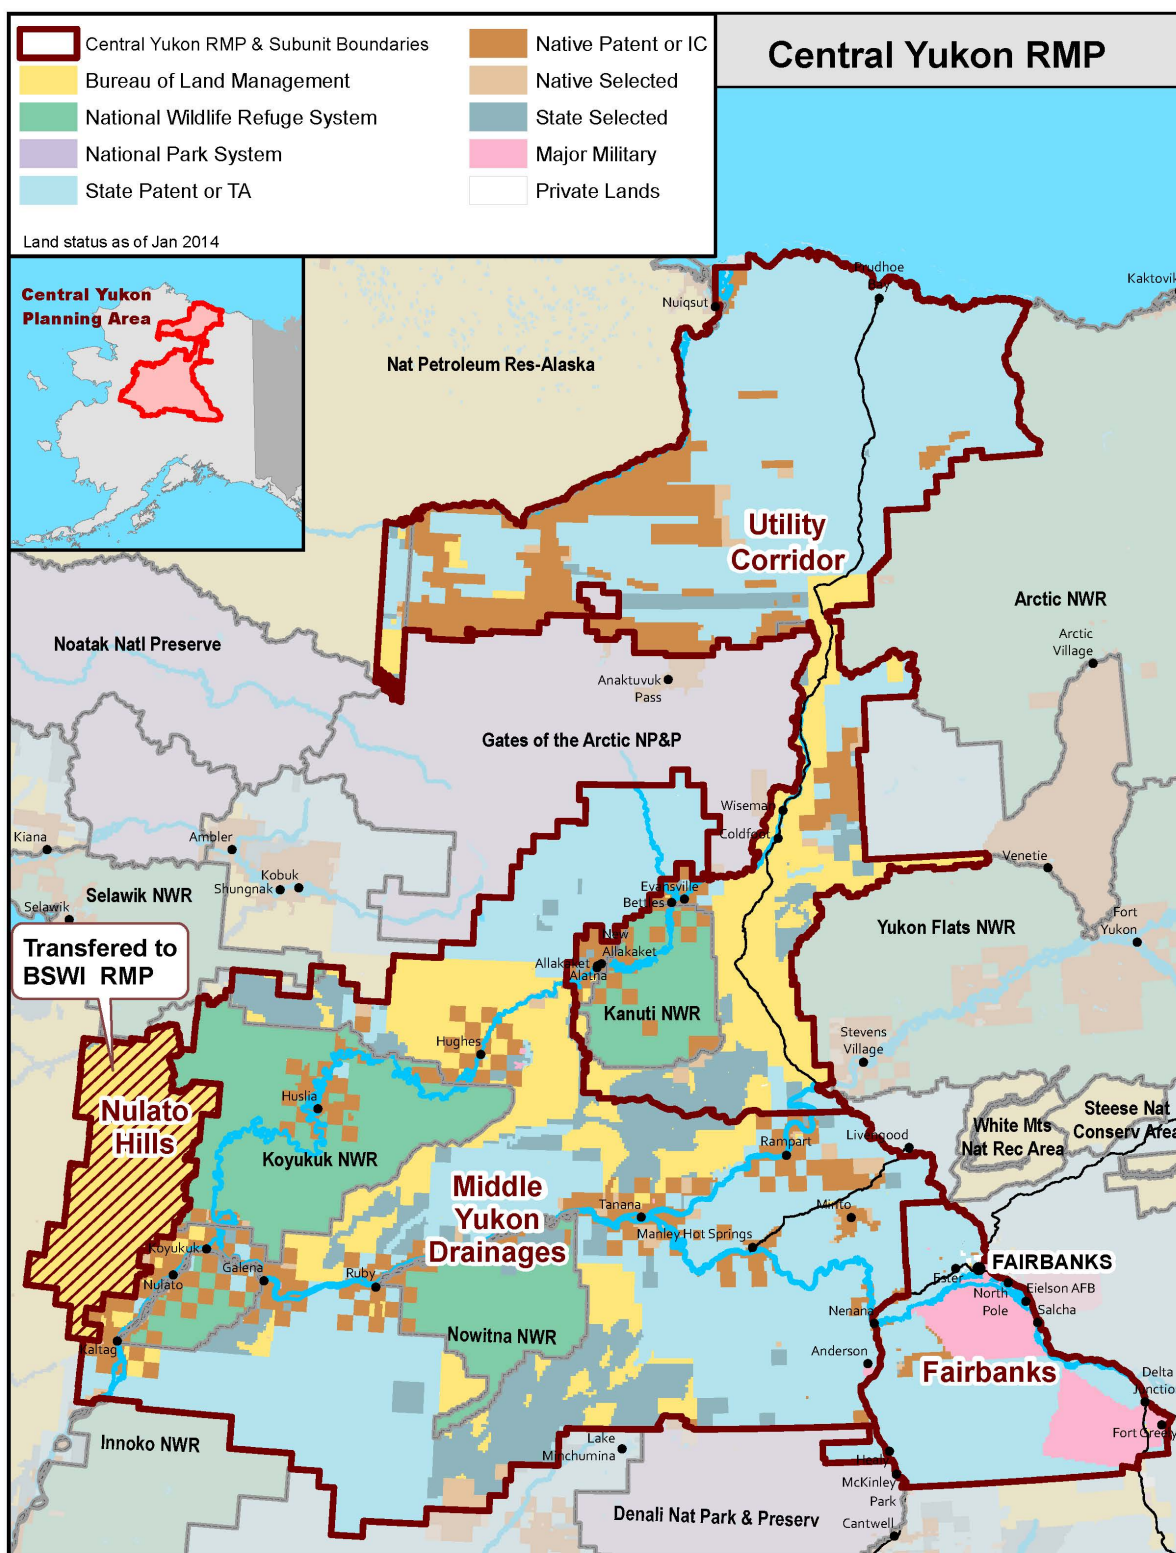 Central Yukon RMP & Subunit Boundaries
Bureau of Land Management
National Wildlife Refuge System
National Park System
State Patent or TA
Native Patent or IC
Native Selected
State Selected
Major Military
Private Lands
Land status as of Jan 2014
Central Yukon RMP
Central Yukon
Planning Area
Prudhoe
Bay
Kaktovik
Nuiqsut
Nat Petroleum Res-Alaska
Utility
Corridor
Arctic NWR
Arctic
Village
Noatak Natl Preserve
Anaktuvuk
Pass
Gates of the Arctic NP&P
Wiseman
Coldfoot
Kiana
Ambler
Kobuk
Shungnak
Venetie
Selawik NWR
Selawik
Evansville
Bettles
Fort
Yukon
Yukon Flats NWR
Transfered to
BSWI RMP
New
Allakaket
Allakaket
Alatna
Kanuti NWR
Stevens
Village
Hughes
Huslia
Nulato
Hills
Koyukuk NWR
White Mts
Nat Rec Area
Steese Nat
Conserv Area
Livengood
Rampart
Middle
Yukon
Drainages
Tanana
Minto
Manley Hot Springs
Koyukuk
Galena
Nulato
Ruby
FAIRBANKS
Ester
North
Pole
Eielson AFB
Salcha
Nenana
Nowitna NWR
Kaltag
Anderson
Fairbanks
Delta
Junction
Fort Greely
Innoko NWR
Lake
Minchumina
Healy
McKinley
Park
Denali Nat Park & Preserv
Cantwell